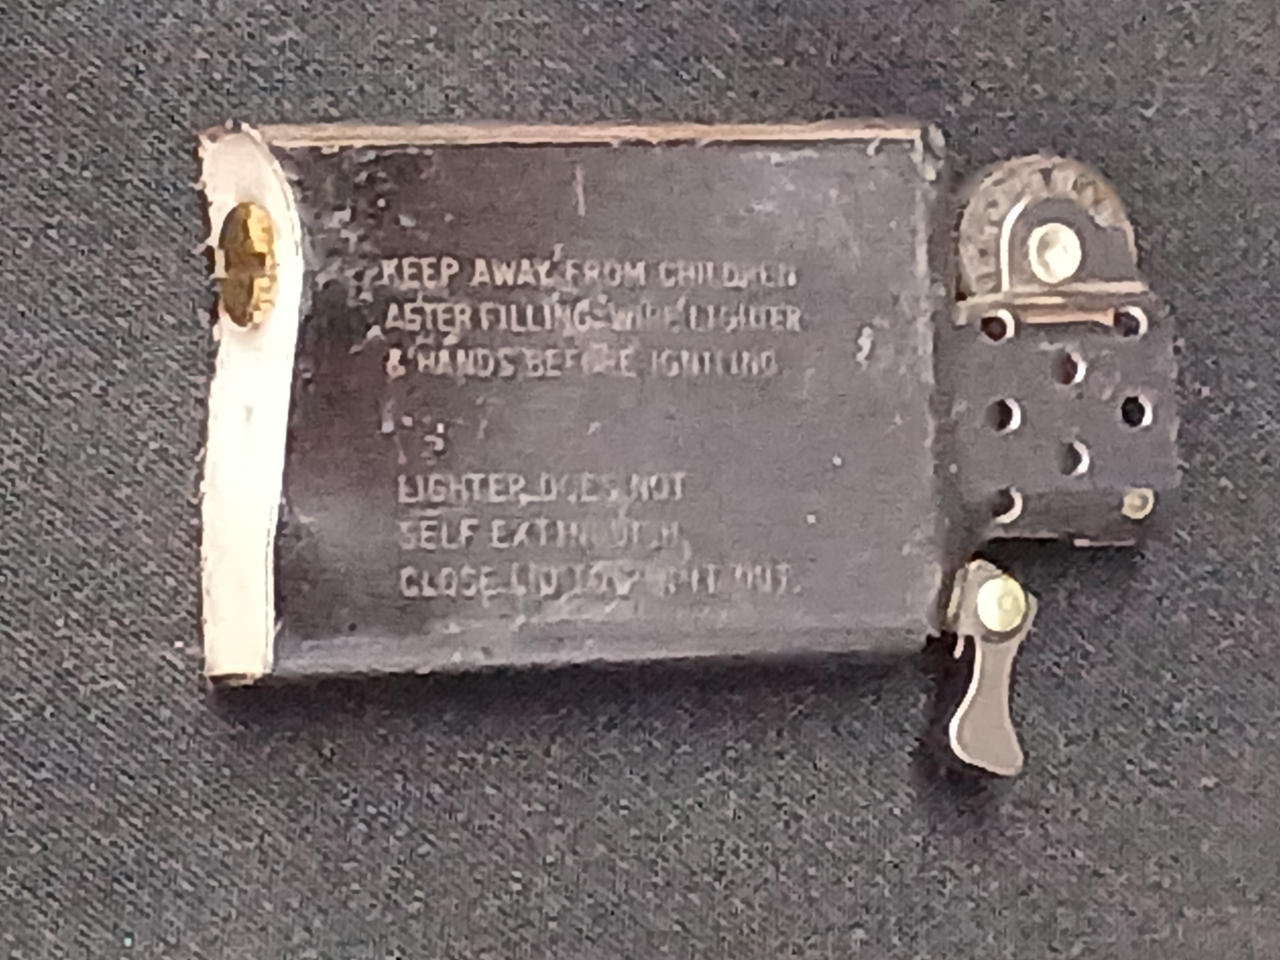 KEEP AWAY FROM CHILDREN
AFTER FILLING WIPE LIGHTER
& HANDS BEFORE IGNITING
LIGHTER DOES NOT
SELF EXTINGUISH,
CLOSE LID TO PUT OUT.